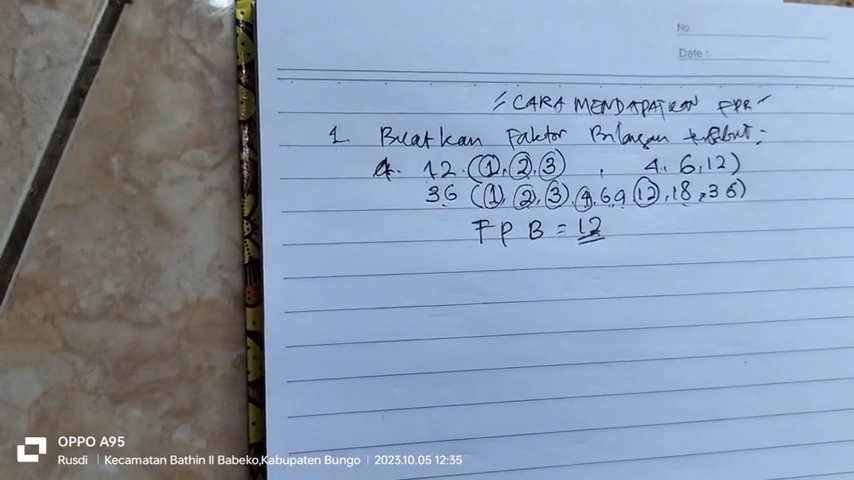 No.
Date :
= CARA MENDAPATKAN FPB
1. Buatkan Faktor Bilangan tersebut :
a. 12. (1, 2, 3, 4, 6, 12)
36 (1, 2, 3, 4, 6, 9, 12, 18, 36)
FPB = 12
OPPO A95
Rusdi | Kecamatan Bathin II Babeko,Kabupaten Bungo | 2023.10.05 12:35